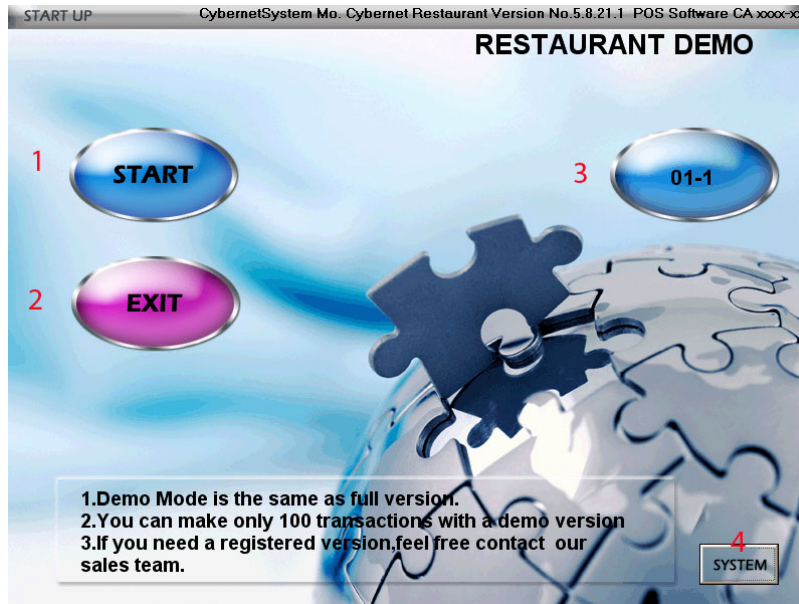 START UP
CybernetSystem Mo. Cybernet Restaurant Version No.5.8.21.1 POS Software CA xxxx-xx
RESTAURANT DEMO
1
START
3
01-1
2
EXIT
1.Demo Mode is the same as full version.
2.You can make only 100 transactions with a demo version
3.If you need a registered version,feel free contact our
sales team.
4
SYSTEM